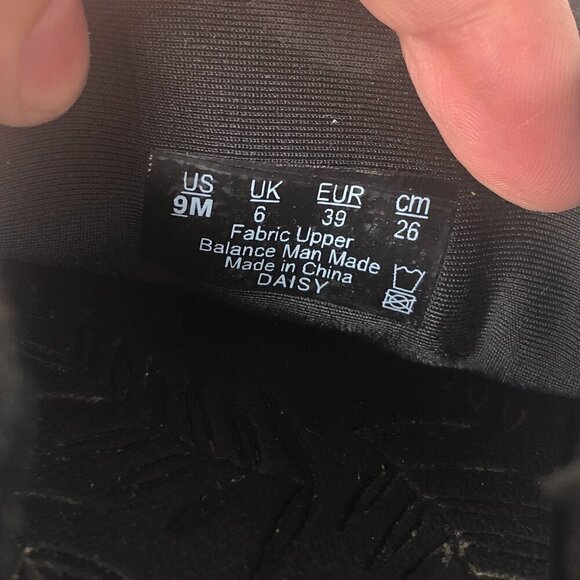 US UK EUR cm
9M 6 39 26
Fabric Upper
Balance Man Made
Made in China
DAISY